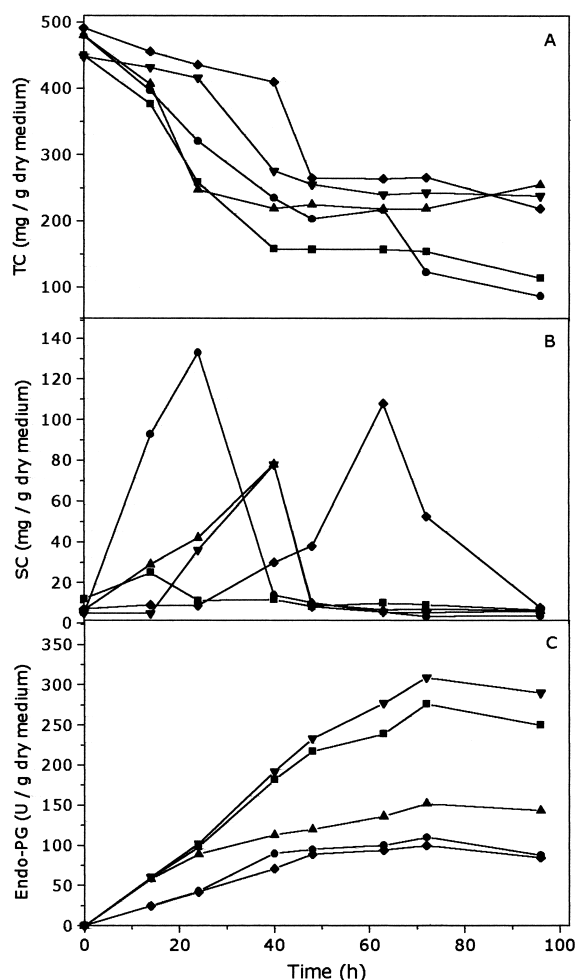 500
A
400
300
200
100
TC (mg / g dry medium)
140
B
120
100
80
60
40
20
0
SC (mg / g dry medium)
350
C
300
250
200
150
100
50
0
Endo-PG (U / g dry medium)
0 20 40 60 80 100
Time (h)